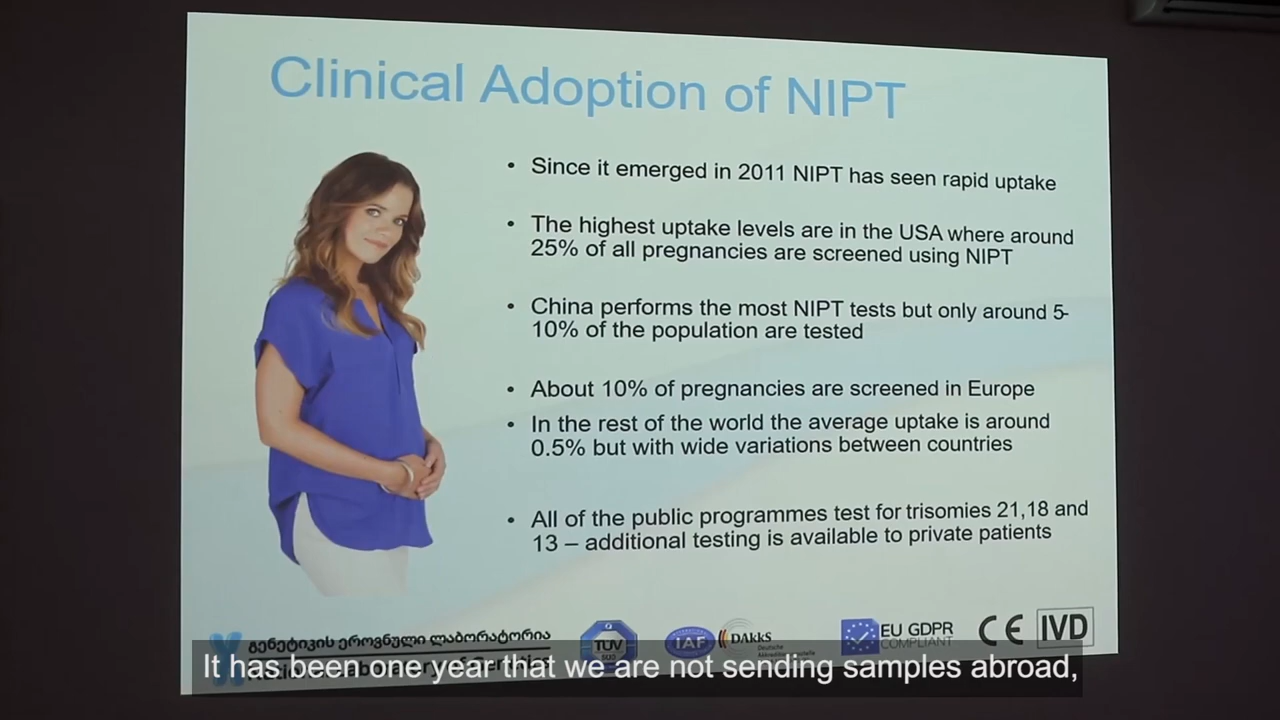 Clinical Adoption of NIPT
• Since it emerged in 2011 NIPT has seen rapid uptake
• The highest uptake levels are in the USA where around
25% of all pregnancies are screened using NIPT
• China performs the most NIPT tests but only around 5-
10% of the population are tested
• About 10% of pregnancies are screened in Europe
• In the rest of the world the average uptake is around
0.5% but with wide variations between countries
• All of the public programmes test for trisomies 21,18 and
13 – additional testing is available to private patients
გენეტიკის ეროვნული ლაბორატორია
TÜV
SÜD
IAF
DAkkS
Deutsche
EU GDPR
COMPLIANT
CE
IVD
It has been one year that we are not sending samples abroad,